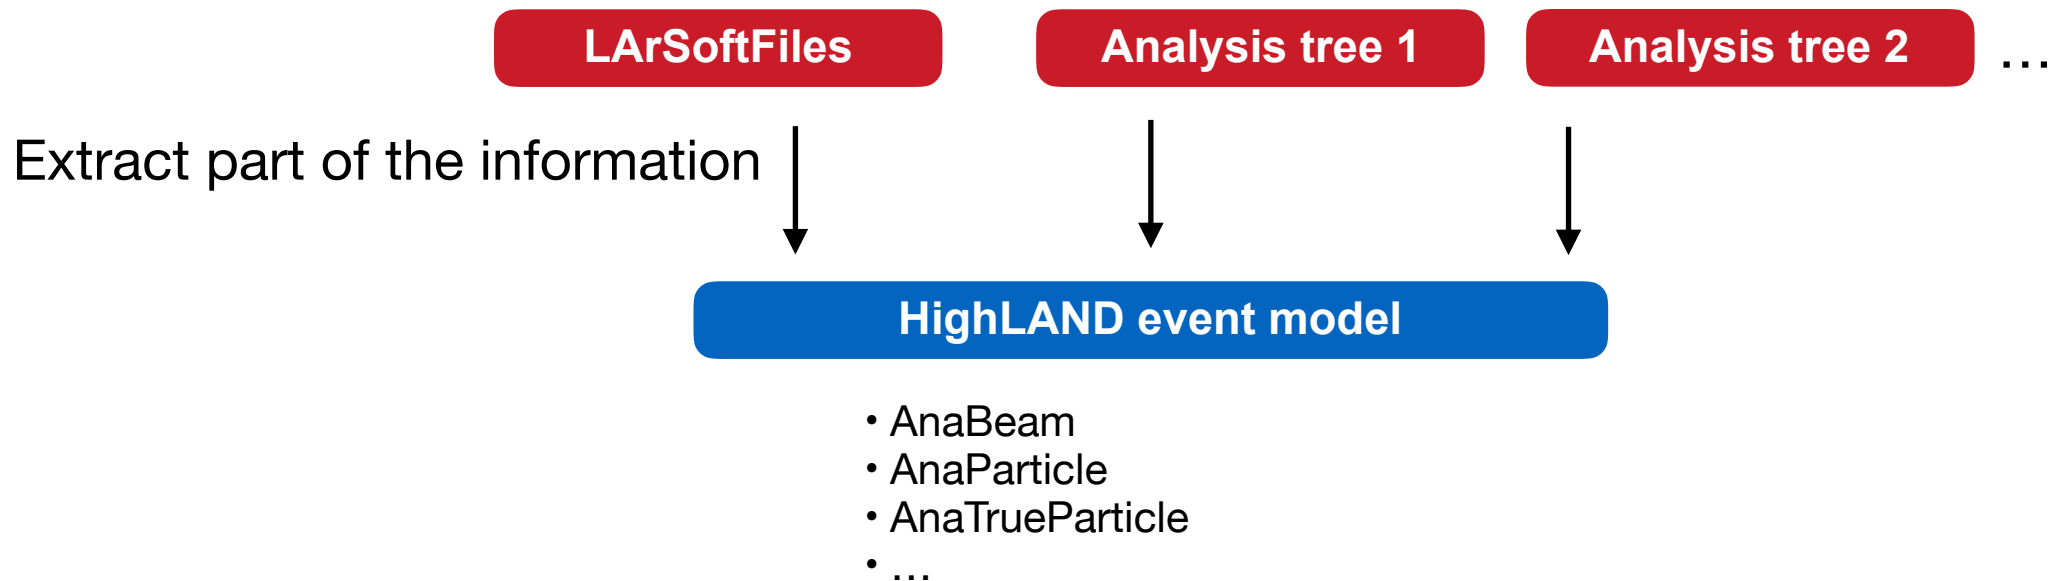 LArSoftFiles Analysis tree 1 Analysis tree 2 ...
Extract part of the information
HighLAND event model
• AnaBeam
• AnaParticle
• AnaTrueParticle
• ...